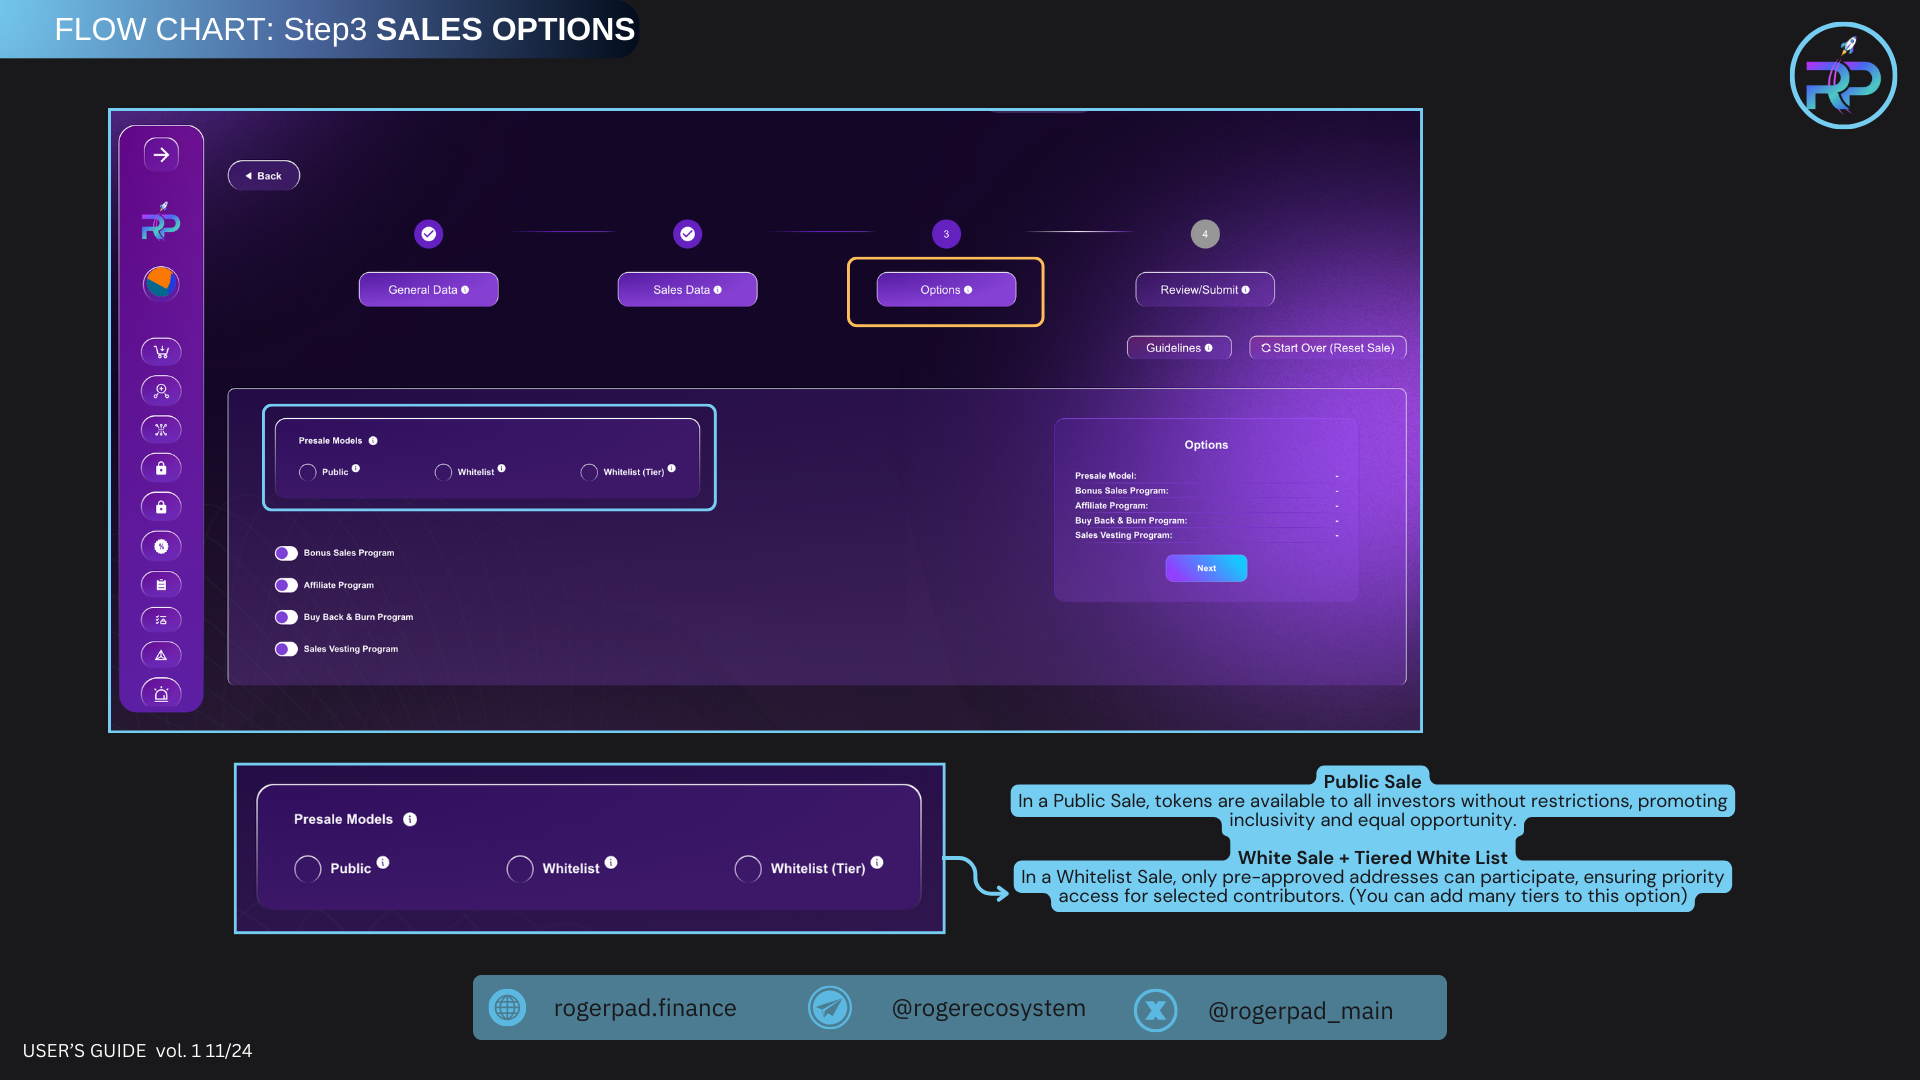 FLOW CHART: Step3 SALES OPTIONS
RP
Back
RP
3
4
General Data
Sales Data
Options
Review/Submit
Guidelines
Start Over (Reset Sale)
Presale Models
Public
Whitelist
Whitelist (Tier)
Bonus Sales Program
Affiliate Program
Buy Back & Burn Program
Sales Vesting Program
Options
Presale Model: -
Bonus Sales Program: -
Affiliate Program: -
Buy Back & Burn Program: -
Sales Vesting Program: -
Next
Presale Models
Public
Whitelist
Whitelist (Tier)
Public Sale
In a Public Sale, tokens are available to all investors without restrictions, promoting
inclusivity and equal opportunity.
White Sale + Tiered White List
In a Whitelist Sale, only pre-approved addresses can participate, ensuring priority
access for selected contributors. (You can add many tiers to this option)
rogerpad.finance
@rogerecosystem
@rogerpad_main
USER'S GUIDE vol. 1 11/24